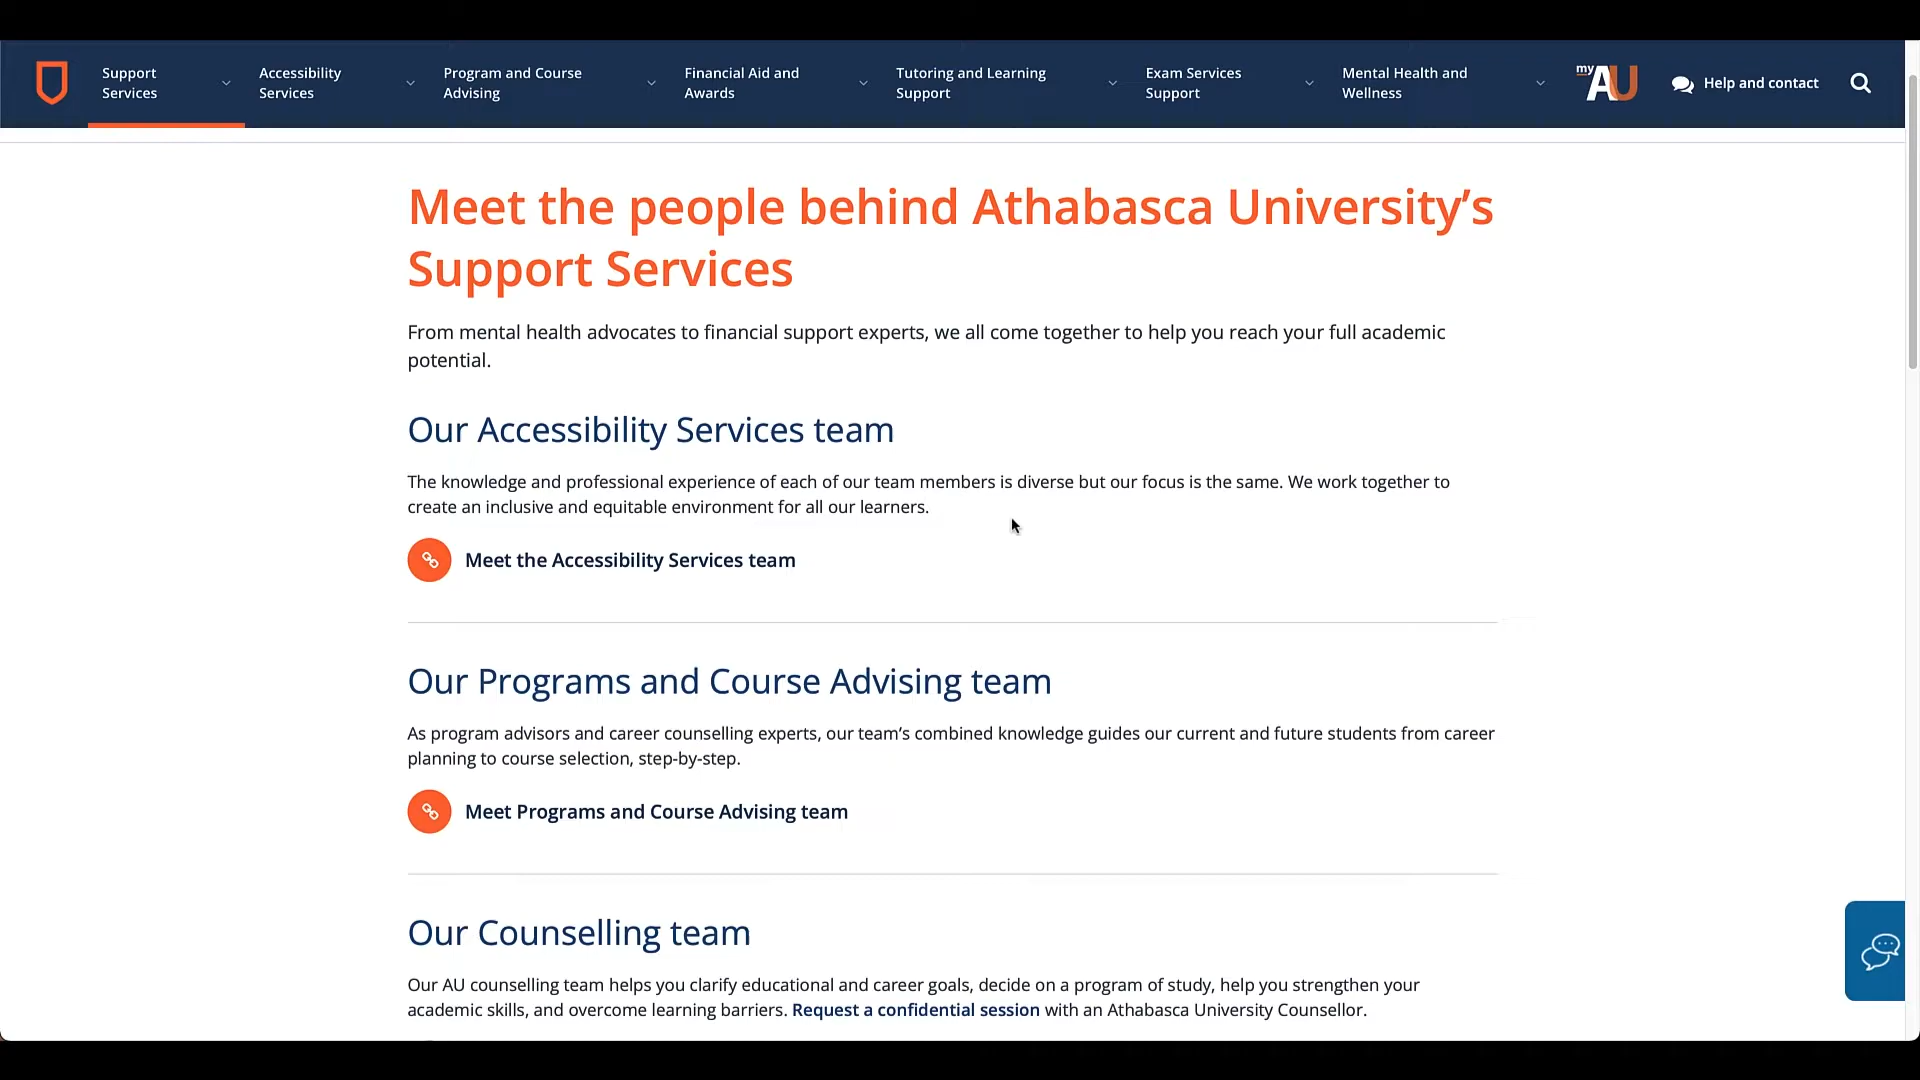 Support
Services
Accessibility
Services
Program and Course
Advising
Financial Aid and
Awards
Tutoring and Learning
Support
Exam Services
Support
Mental Health and
Wellness
myAU
Help and contact
Meet the people behind Athabasca University’s
Support Services
From mental health advocates to financial support experts, we all come together to help you reach your full academic
potential.
Our Accessibility Services team
The knowledge and professional experience of each of our team members is diverse but our focus is the same. We work together to
create an inclusive and equitable environment for all our learners.
Meet the Accessibility Services team
Our Programs and Course Advising team
As program advisors and career counselling experts, our team’s combined knowledge guides our current and future students from career
planning to course selection, step-by-step.
Meet Programs and Course Advising team
Our Counselling team
Our AU counselling team helps you clarify educational and career goals, decide on a program of study, help you strengthen your
academic skills, and overcome learning barriers. Request a confidential session with an Athabasca University Counsellor.